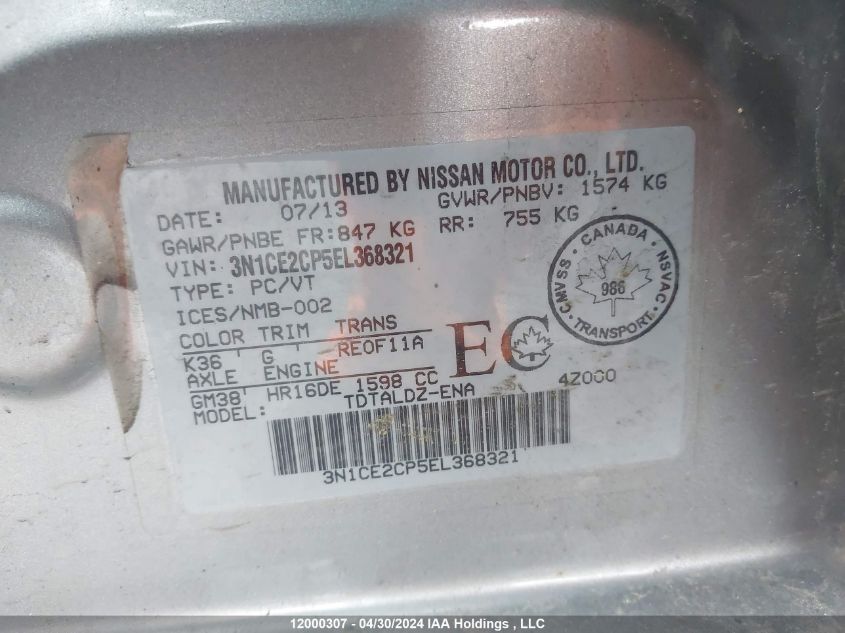 MANUFACTURED BY NISSAN MOTOR CO., LTD.
DATE: 07/13 GVWR/PNBV: 1574 KG
GAWR/PNBE FR:847 KG RR: 755 KG
VIN: 3N1CE2CP5EL368321
TYPE: PC/VT
ICES/NMB-002
COLOR TRIM TRANS
K36 ' G ' RE0F11A
AXLE ENGINE
GM38' HR16DE 1598 CC
MODEL: TDTALDZ-ENA 4Z000
EC
CANADA
CMVSS NSVAC
986
TRANSPORT
3N1CE2CP5EL368321
12000307 - 04/30/2024 IAA Holdings , LLC